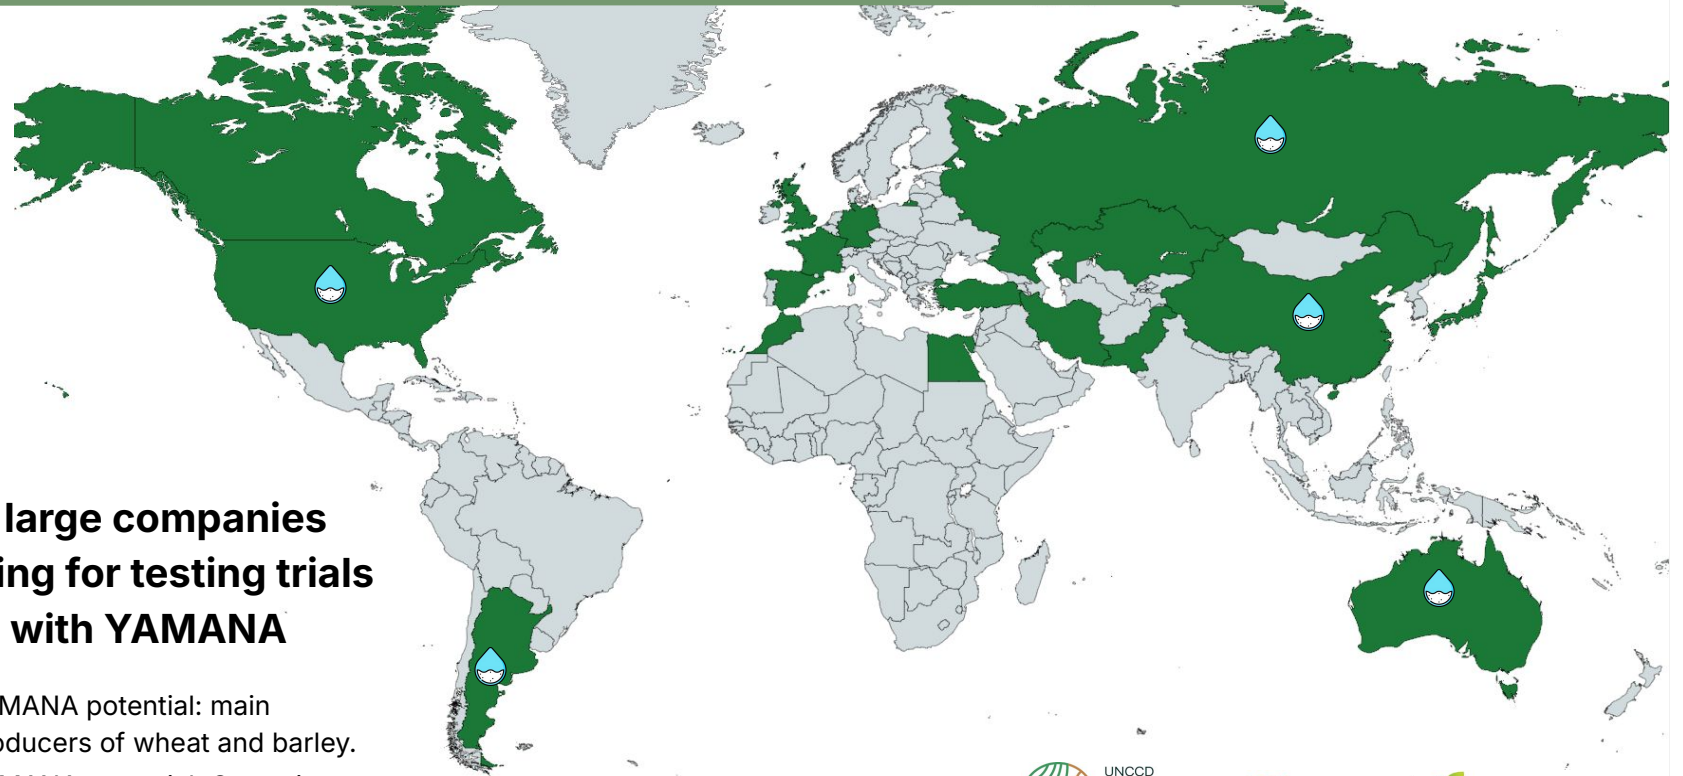 large companies
ing for testing trials
with YAMANA
MANA potential: main
oducers of wheat and barley.
UNCCD